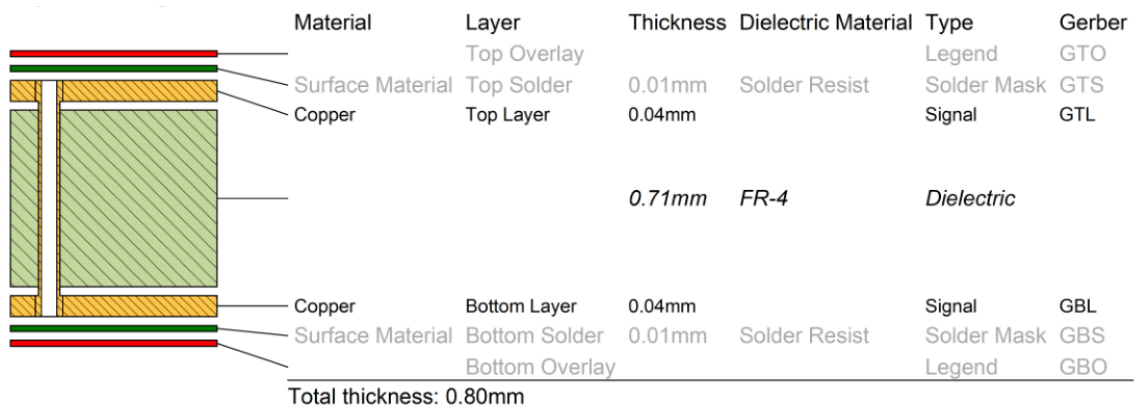 Material Layer Thickness Dielectric Material Type Gerber
Top Overlay Legend GTO
Surface Material Top Solder 0.01mm Solder Resist Solder Mask GTS
Copper Top Layer 0.04mm Signal GTL
0.71mm FR-4 Dielectric
Copper Bottom Layer 0.04mm Signal GBL
Surface Material Bottom Solder 0.01mm Solder Resist Solder Mask GBS
Bottom Overlay Legend GBO
Total thickness: 0.80mm